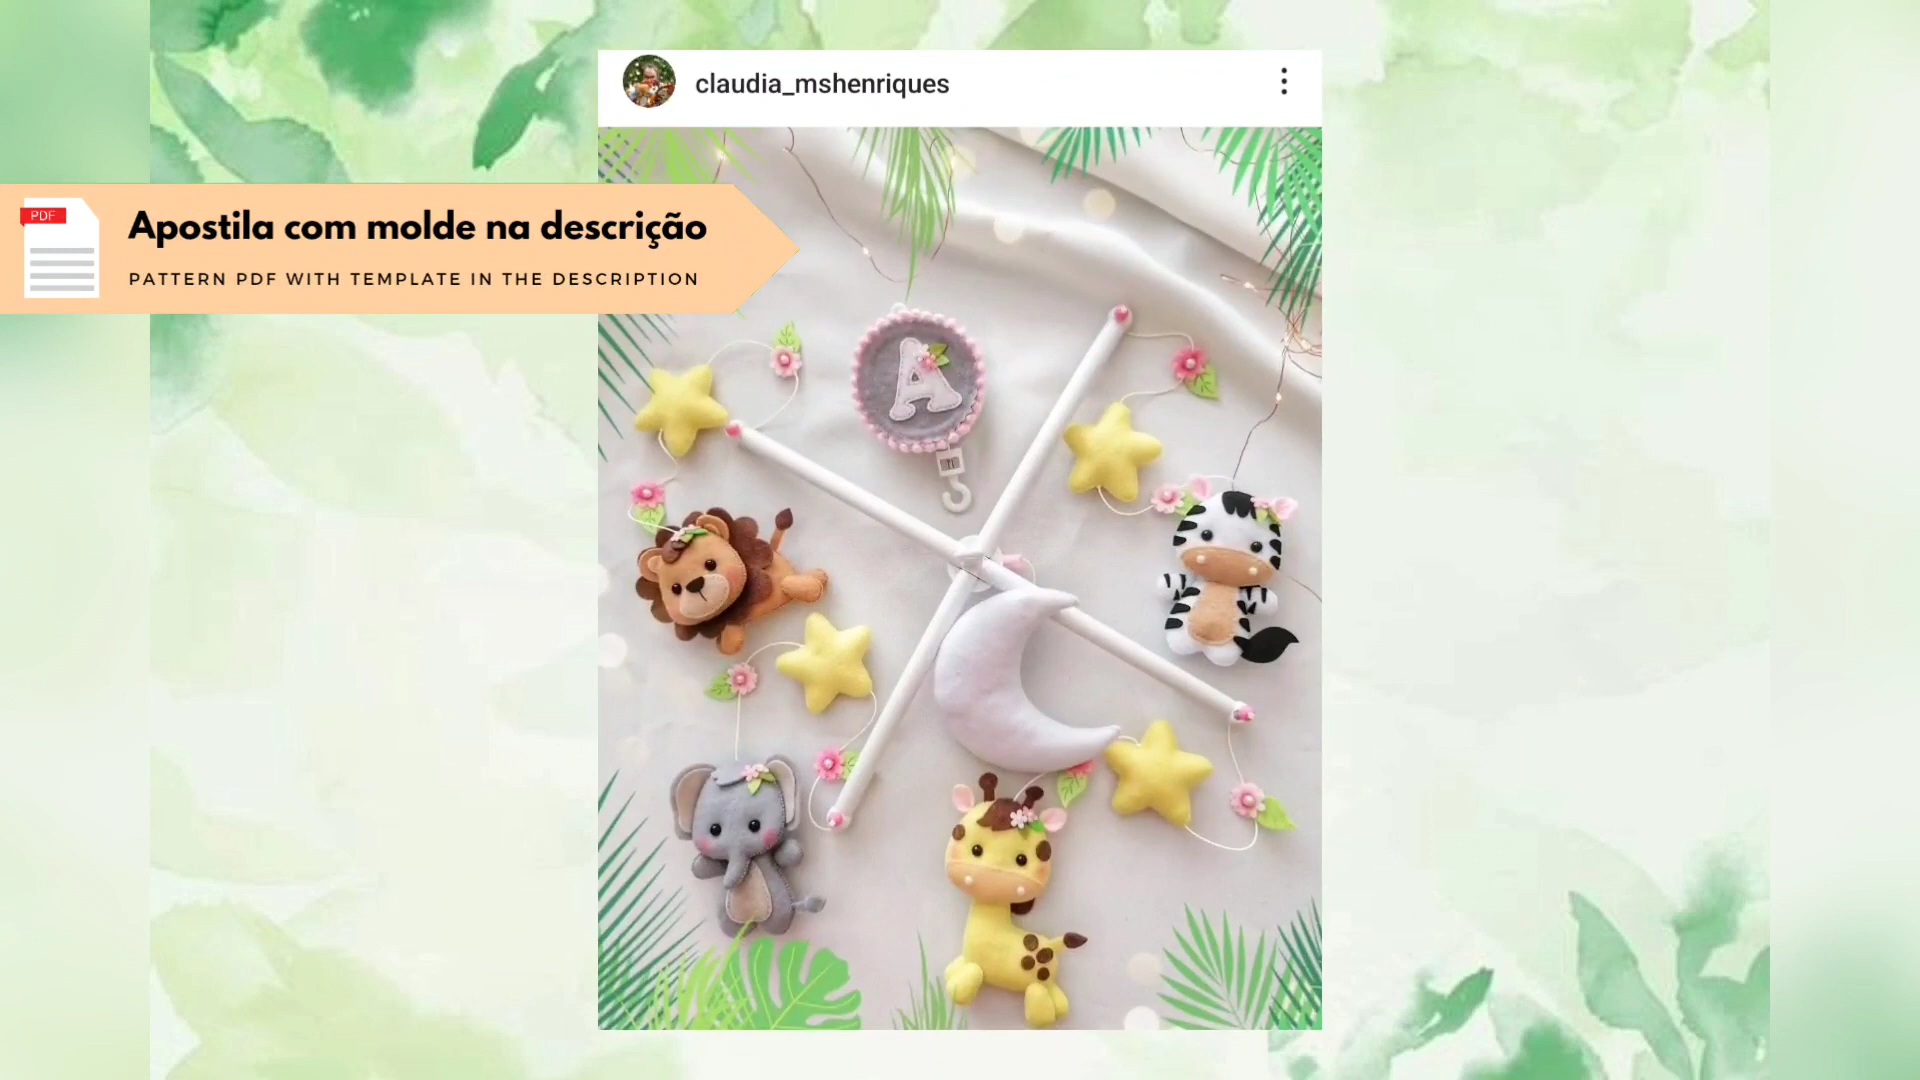 claudia_mshenriques
PDF
Apostila com molde na descrição
PATTERN PDF WITH TEMPLATE IN THE DESCRIPTION
A